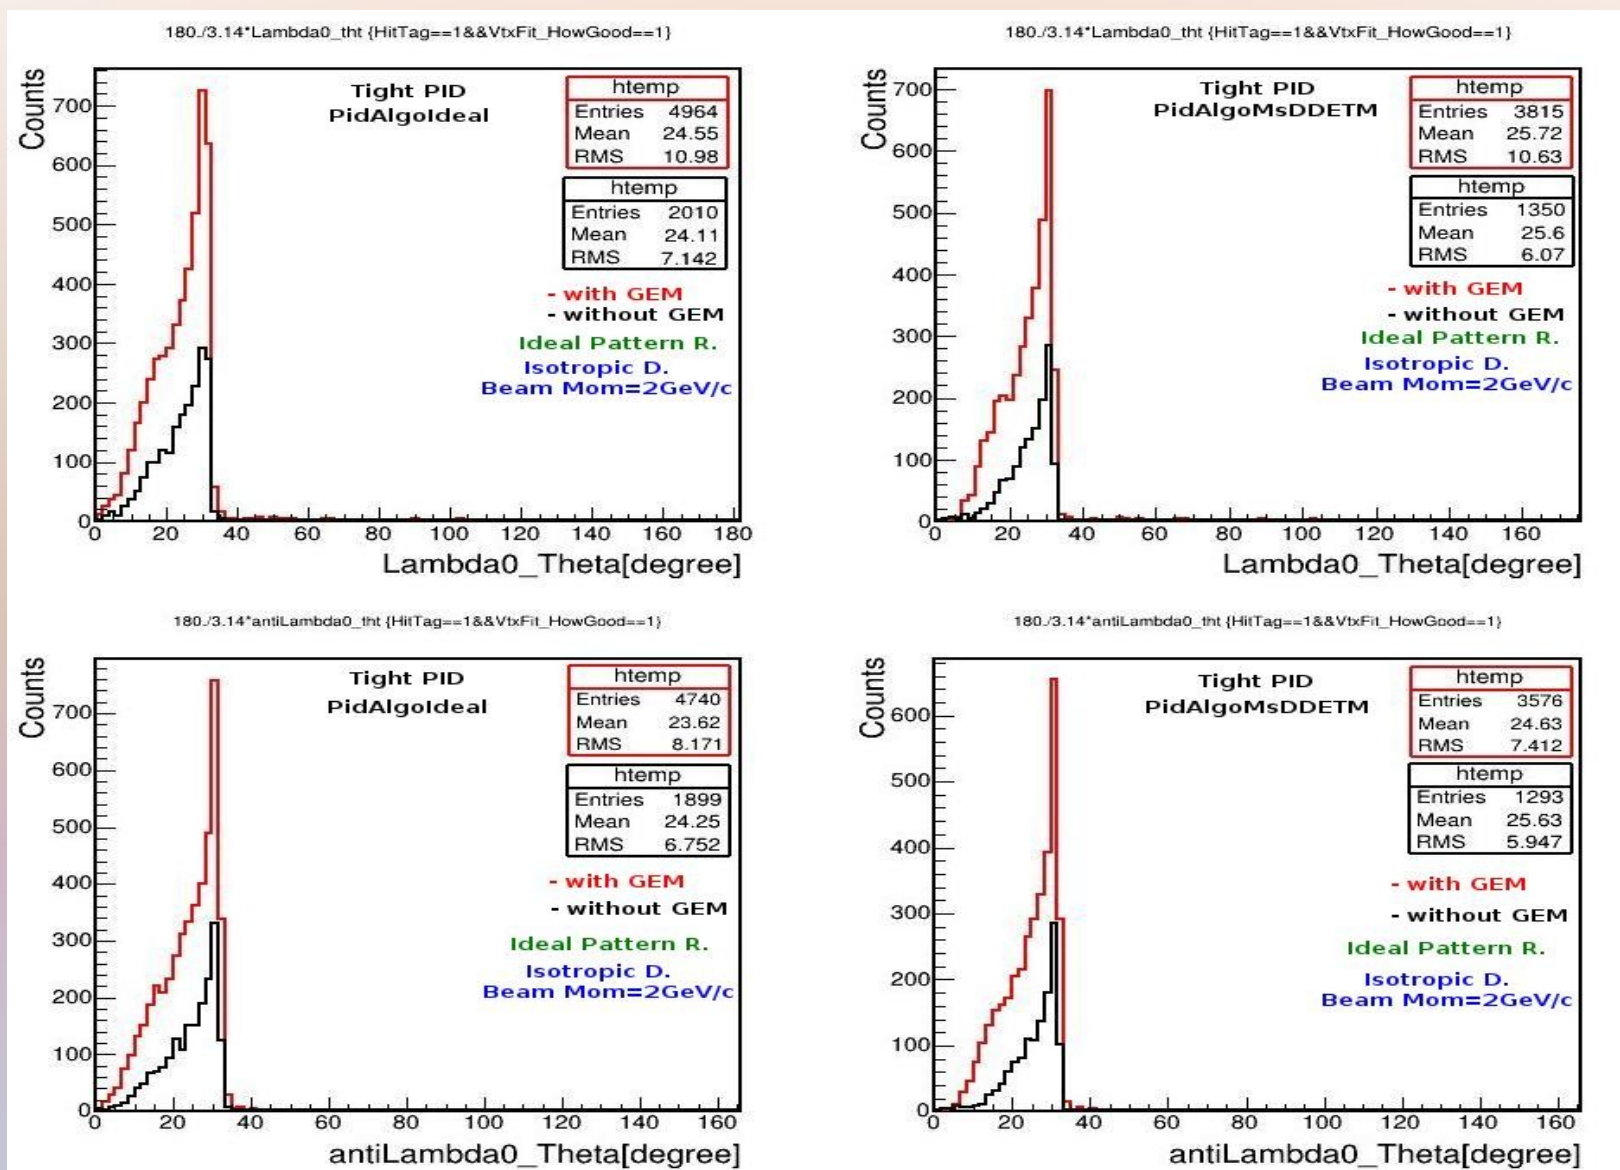 180./3.14*Lambda0_tht {HitTag==1&&VtxFit_HowGood==1}
Counts
Tight PID
PidAlgoIdeal
htemp
Entries 4964
Mean 24.55
RMS 10.98
htemp
Entries 2010
Mean 24.11
RMS 7.142
- with GEM
- without GEM
Ideal Pattern R.
Isotropic D.
Beam Mom=2GeV/c
700
600
500
400
300
200
100
0
0 20 40 60 80 100 120 140 160 180
Lambda0_Theta[degree]
180./3.14*Lambda0_tht {HitTag==1&&VtxFit_HowGood==1}
Counts
Tight PID
PidAlgoMsDDETM
htemp
Entries 3815
Mean 25.72
RMS 10.63
htemp
Entries 1350
Mean 25.6
RMS 6.07
- with GEM
- without GEM
Ideal Pattern R.
Isotropic D.
Beam Mom=2GeV/c
700
600
500
400
300
200
100
0
0 20 40 60 80 100 120 140 160
Lambda0_Theta[degree]
180./3.14*antiLambda0_tht {HitTag==1&&VtxFit_HowGood==1}
Counts
Tight PID
PidAlgoIdeal
htemp
Entries 4740
Mean 23.62
RMS 8.171
htemp
Entries 1899
Mean 24.25
RMS 6.752
- with GEM
- without GEM
Ideal Pattern R.
Isotropic D.
Beam Mom=2GeV/c
700
600
500
400
300
200
100
0
0 20 40 60 80 100 120 140 160
antiLambda0_Theta[degree]
180./3.14*antiLambda0_tht {HitTag==1&&VtxFit_HowGood==1}
Counts
Tight PID
PidAlgoMsDDETM
htemp
Entries 3576
Mean 24.63
RMS 7.412
htemp
Entries 1293
Mean 25.63
RMS 5.947
- with GEM
- without GEM
Ideal Pattern R.
Isotropic D.
Beam Mom=2GeV/c
600
500
400
300
200
100
0
0 20 40 60 80 100 120 140 160
antiLambda0_Theta[degree]